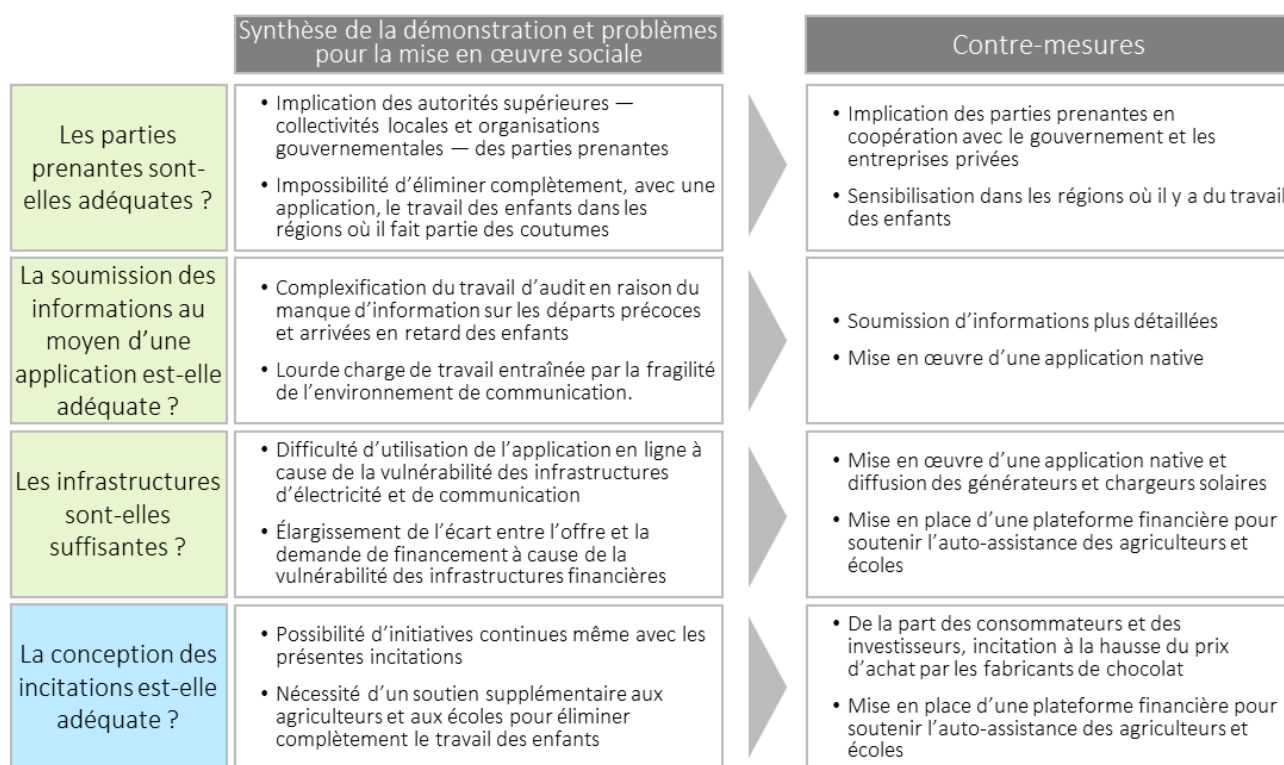 Synthèse de la démonstration et problèmes
pour la mise en œuvre sociale
Contre-mesures
Les parties
prenantes sont-
elles adéquates ?
• Implication des autorités supérieures —
collectivités locales et organisations
gouvernementales — des parties prenantes
• Impossibilité d’éliminer complètement, avec une
application, le travail des enfants dans les
régions où il fait partie des coutumes
• Implication des parties prenantes en
coopération avec le gouvernement et les
entreprises privées
• Sensibilisation dans les régions où il y a du travail
des enfants
La soumission des
informations au
moyen d’une
application est-elle
adéquate ?
• Complexification du travail d’audit en raison du
manque d’information sur les départs précoces
et arrivées en retard des enfants
• Lourde charge de travail entraînée par la fragilité
de l’environnement de communication.
• Soumission d’informations plus détaillées
• Mise en œuvre d’une application native
Les infrastructures
sont-elles
suffisantes ?
• Difficulté d’utilisation de l’application en ligne à
cause de la vulnérabilité des infrastructures
d’électricité et de communication
• Élargissement de l’écart entre l’offre et la
demande de financement à cause de la
vulnérabilité des infrastructures financières
• Mise en œuvre d’une application native et
diffusion des générateurs et chargeurs solaires
• Mise en place d’une plateforme financière pour
soutenir l’auto-assistance des agriculteurs et
écoles
La conception des
incitations est-elle
adéquate ?
• Possibilité d’initiatives continues même avec les
présentes incitations
• Nécessité d’un soutien supplémentaire aux
agriculteurs et aux écoles pour éliminer
complètement le travail des enfants
• De la part des consommateurs et des
investisseurs, incitation à la hausse du prix
d’achat par les fabricants de chocolat
• Mise en place d’une plateforme financière pour
soutenir l’auto-assistance des agriculteurs et
écoles